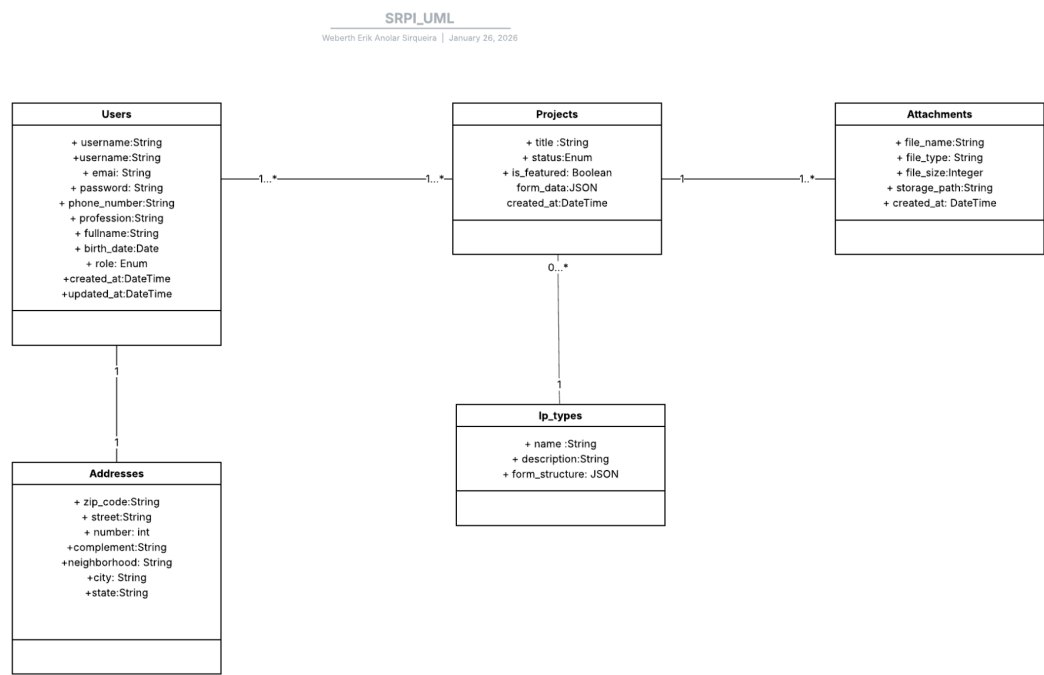 SRPI_UML
Weberth Erik Anolar Sirqueira | January 26, 2026
Users
+ username:String
+username:String
+ emai: String
+ password: String
+ phone_number:String
+ profession:String
+ fullname:String
+ birth_date:Date
+ role: Enum
+created_at:DateTime
+updated_at:DateTime
1...*
1...*
Projects
+ title :String
+ status:Enum
+ is_featured: Boolean
form_data:JSON
created_at:DateTime
1
1..*
Attachments
+ file_name:String
+ file_type: String
+ file_size:Integer
+ storage_path:String
+ created_at: DateTime
0...*
1
Ip_types
+ name :String
+ description:String
+ form_structure: JSON
1
1
Addresses
+ zip_code:String
+ street:String
+ number: int
+complement:String
+neighborhood: String
+city: String
+state:String